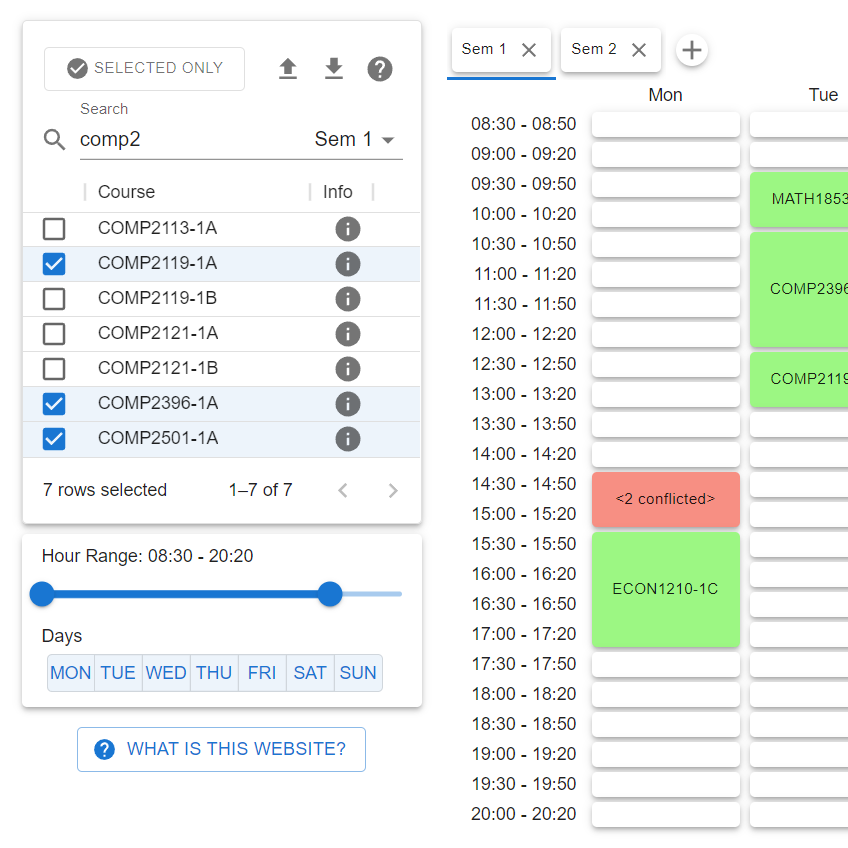 SELECTED ONLY
Search
comp2 Sem 1
Course Info
COMP2113-1A
COMP2119-1A
COMP2119-1B
COMP2121-1A
COMP2121-1B
COMP2396-1A
COMP2501-1A
7 rows selected 1–7 of 7
Hour Range: 08:30 - 20:20
Days
MON TUE WED THU FRI SAT SUN
WHAT IS THIS WEBSITE?
Sem 1 Sem 2
Mon Tue
08:30 - 08:50
09:00 - 09:20
09:30 - 09:50
MATH1853
10:00 - 10:20
10:30 - 10:50
11:00 - 11:20
COMP2396
11:30 - 11:50
12:00 - 12:20
12:30 - 12:50
COMP2119
13:00 - 13:20
13:30 - 13:50
14:00 - 14:20
14:30 - 14:50
<2 conflicted>
15:00 - 15:20
15:30 - 15:50
16:00 - 16:20
ECON1210-1C
16:30 - 16:50
17:00 - 17:20
17:30 - 17:50
18:00 - 18:20
18:30 - 18:50
19:00 - 19:20
19:30 - 19:50
20:00 - 20:20